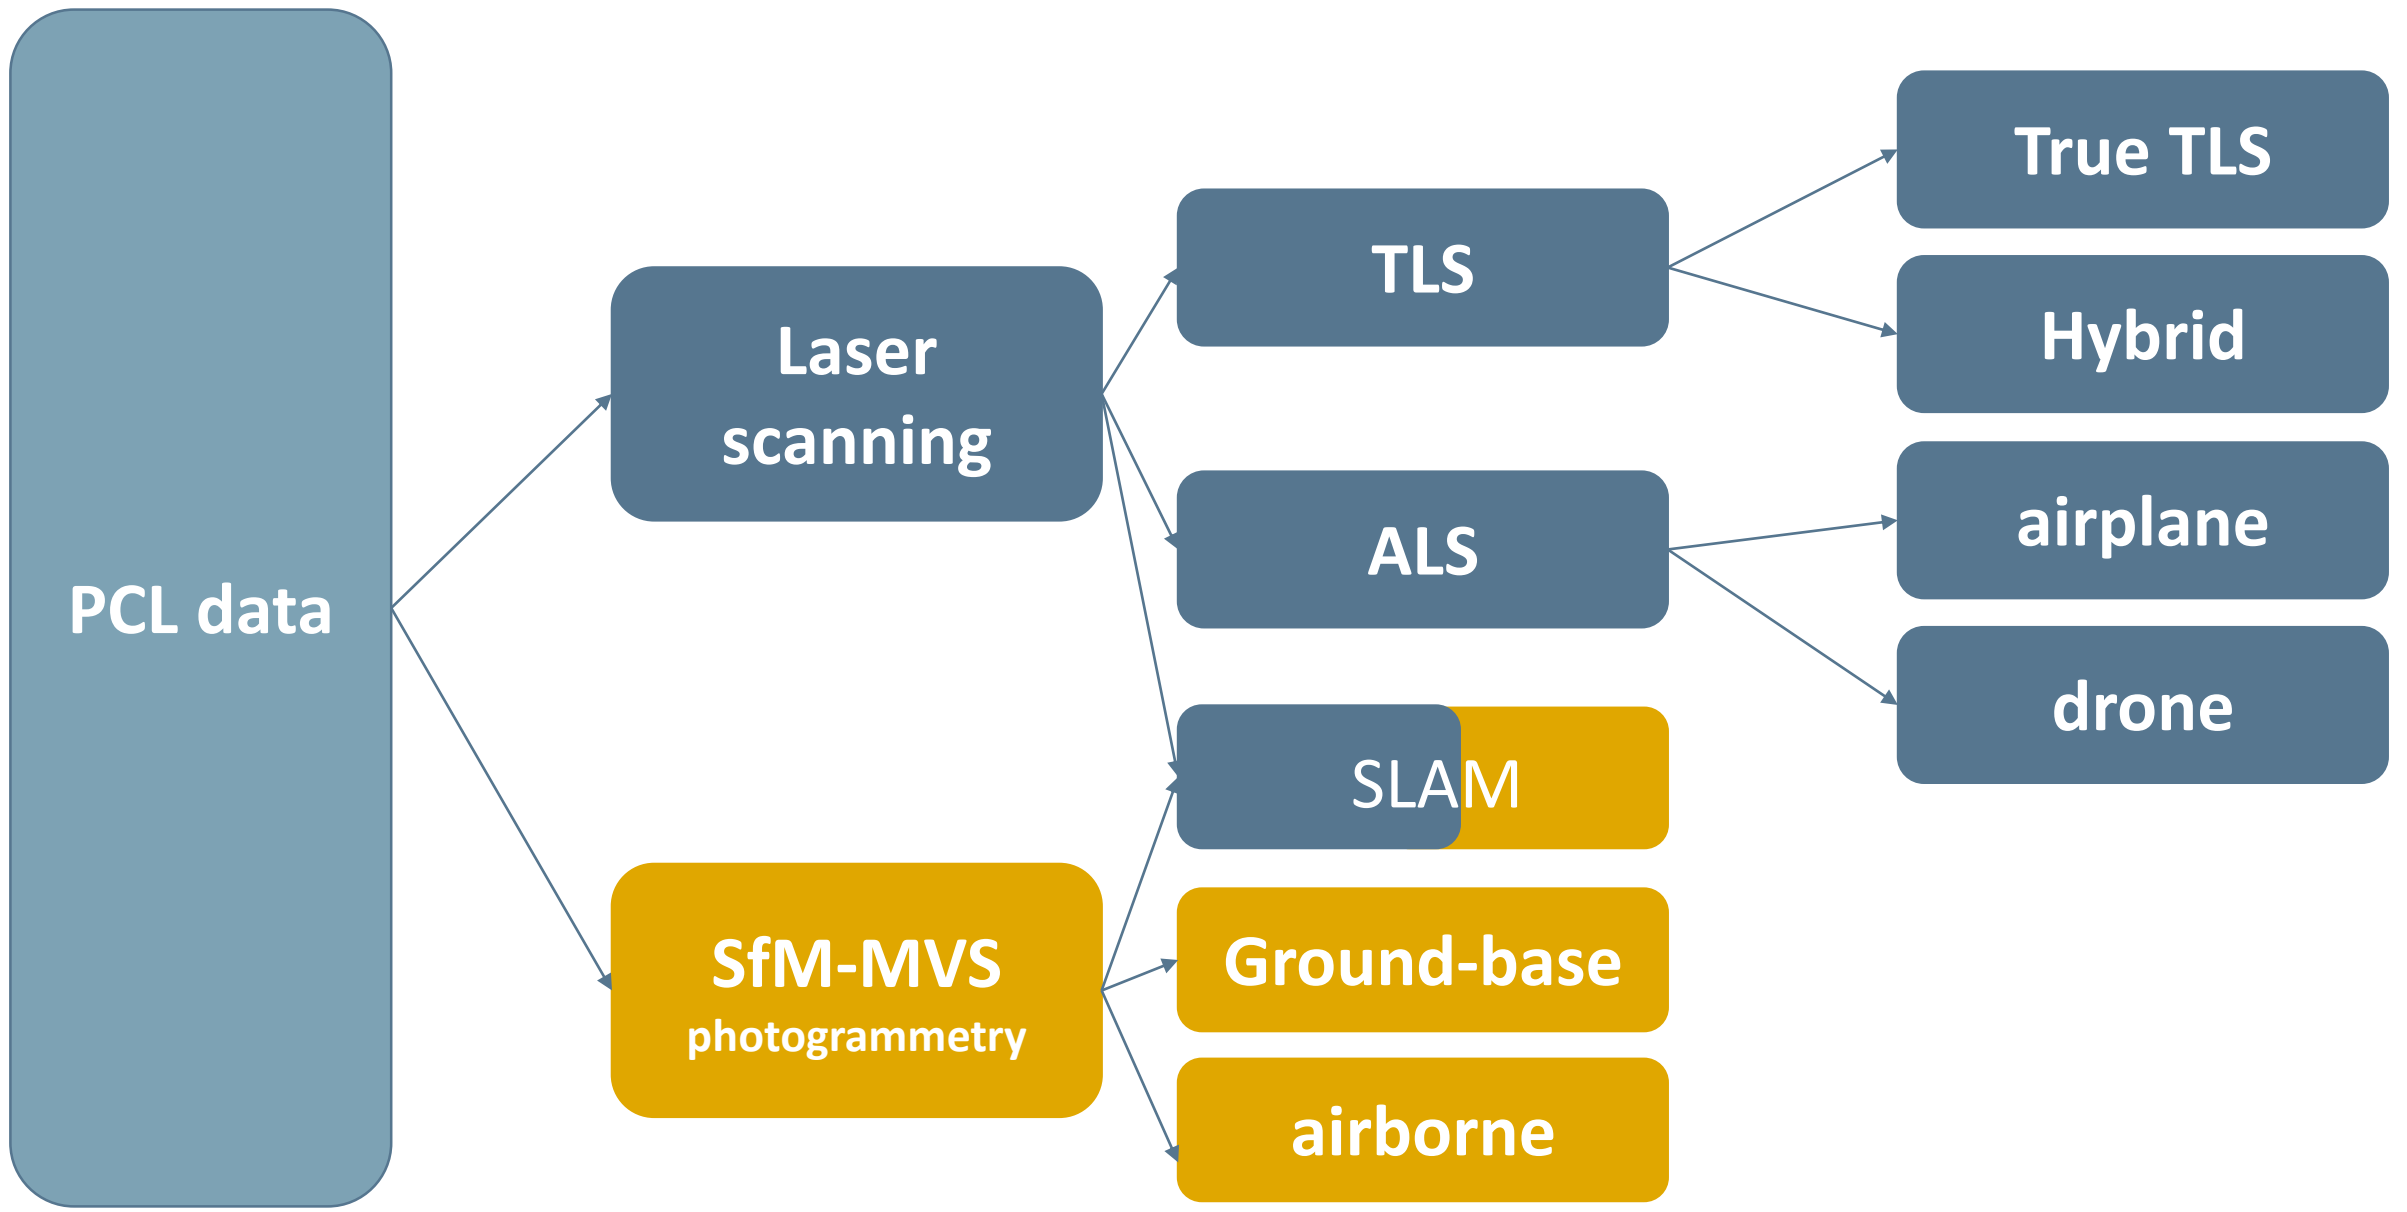 PCL data
Laser
scanning
SfM-MVS
photogrammetry
TLS
ALS
SLAM
Ground-base
airborne
True TLS
Hybrid
airplane
drone